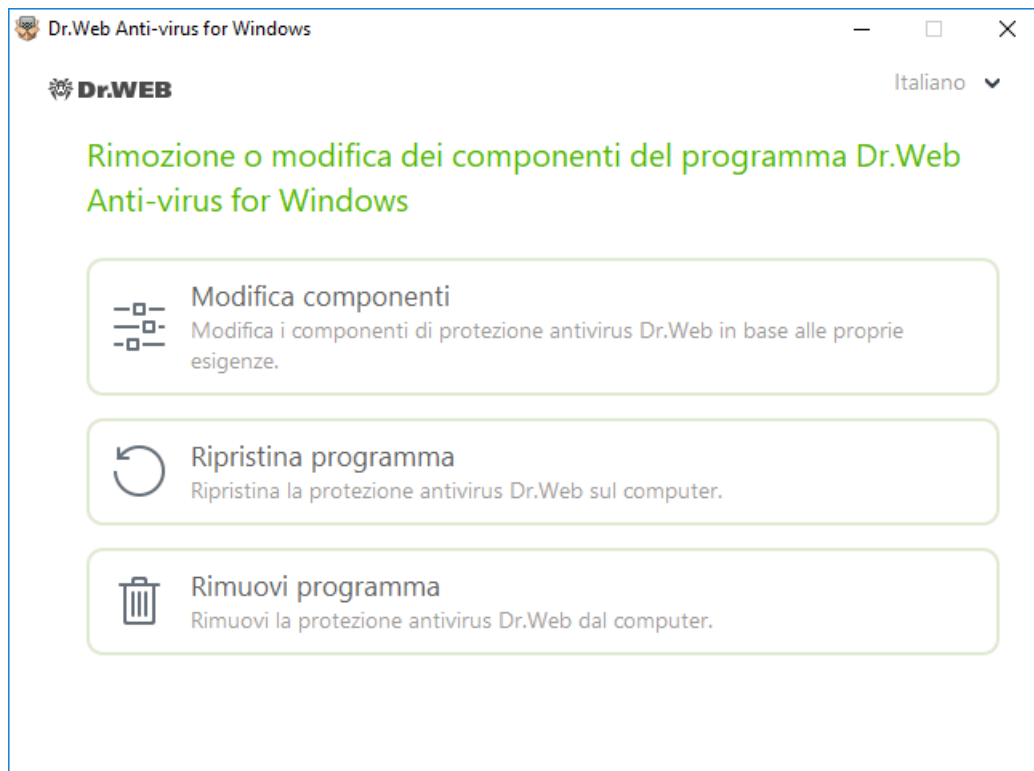 Dr.Web Anti-virus for Windows
Dr.WEB
Italiano
Rimozione o modifica dei componenti del programma Dr.Web
Anti-virus for Windows
Modifica componenti
Modifica i componenti di protezione antivirus Dr.Web in base alle proprie
esigenze.
Ripristina programma
Ripristina la protezione antivirus Dr.Web sul computer.
Rimuovi programma
Rimuovi la protezione antivirus Dr.Web dal computer.